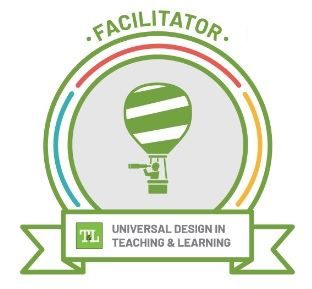 ·FACILITATOR·
TL
UNIVERSAL DESIGN IN
TEACHING & LEARNING